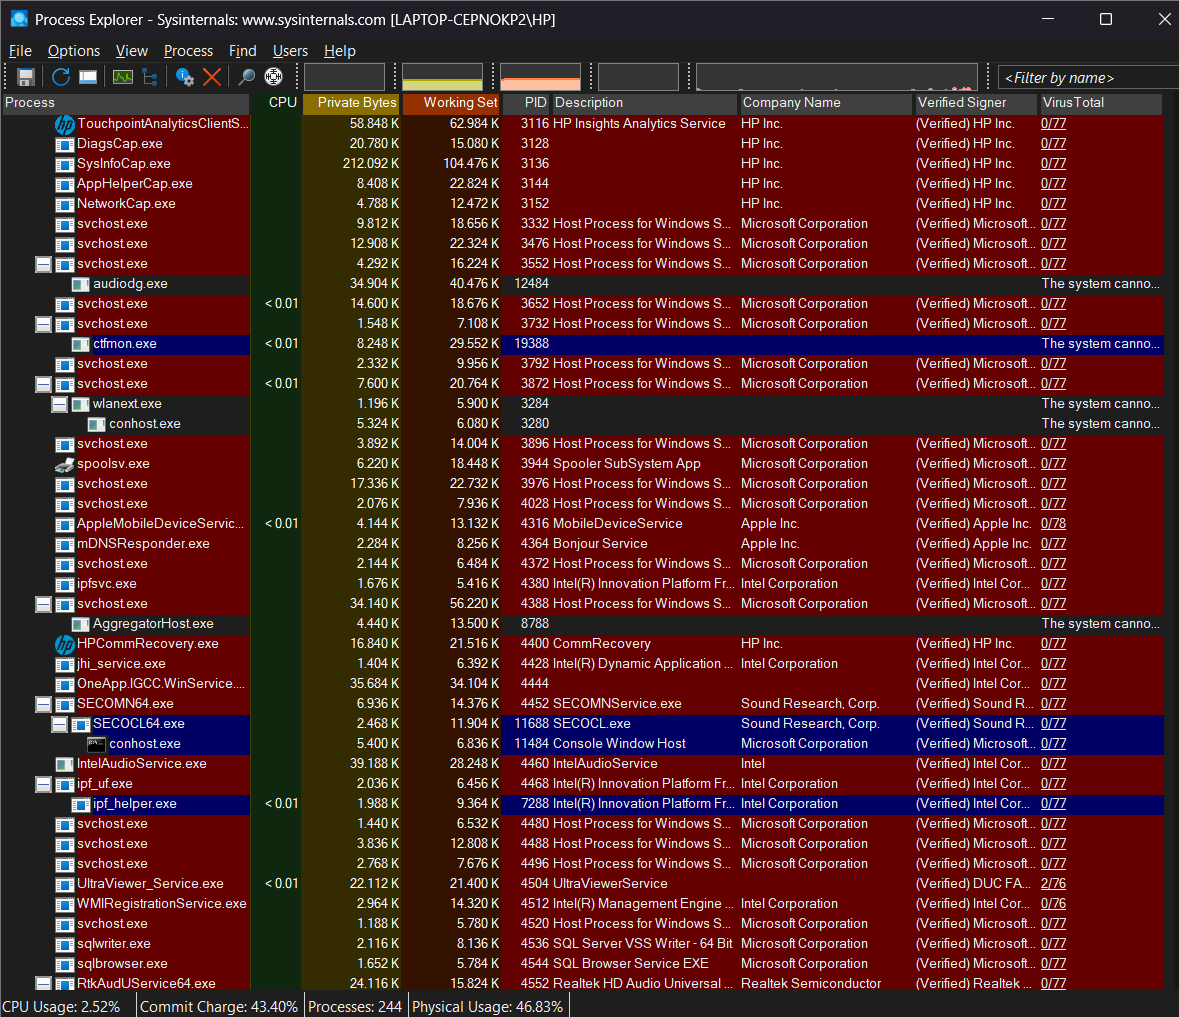 Process Explorer - Sysinternals: www.sysinternals.com [LAPTOP-CEPNOKP2\HP]
File Options View Process Find Users Help
<Filter by name>
Process CPU Private Bytes Working Set PID Description Company Name Verified Signer VirusTotal
TouchpointAnalyticsClientS... 58.848 K 62.984 K 3116 HP Insights Analytics Service HP Inc. (Verified) HP Inc. 0/77
DiagsCap.exe 20.780 K 15.080 K 3128 HP Inc. (Verified) HP Inc. 0/77
SysInfoCap.exe 212.092 K 104.476 K 3136 HP Inc. (Verified) HP Inc. 0/77
AppHelperCap.exe 8.408 K 22.824 K 3144 HP Inc. (Verified) HP Inc. 0/77
NetworkCap.exe 4.788 K 12.472 K 3152 HP Inc. (Verified) HP Inc. 0/77
svchost.exe 9.812 K 18.656 K 3332 Host Process for Windows S... Microsoft Corporation (Verified) Microsoft... 0/77
svchost.exe 12.908 K 22.324 K 3476 Host Process for Windows S... Microsoft Corporation (Verified) Microsoft... 0/77
svchost.exe 4.292 K 16.224 K 3552 Host Process for Windows S... Microsoft Corporation (Verified) Microsoft... 0/77
audiodg.exe 34.904 K 40.476 K 12484 The system canno...
svchost.exe < 0.01 14.600 K 18.676 K 3652 Host Process for Windows S... Microsoft Corporation (Verified) Microsoft... 0/77
svchost.exe 1.548 K 7.108 K 3732 Host Process for Windows S... Microsoft Corporation (Verified) Microsoft... 0/77
ctfmon.exe < 0.01 8.248 K 29.552 K 19388 The system canno...
svchost.exe 2.332 K 9.956 K 3792 Host Process for Windows S... Microsoft Corporation (Verified) Microsoft... 0/77
svchost.exe < 0.01 7.600 K 20.764 K 3872 Host Process for Windows S... Microsoft Corporation (Verified) Microsoft... 0/77
wlanext.exe 1.196 K 5.900 K 3284 The system canno...
conhost.exe 5.324 K 6.080 K 3280 The system canno...
svchost.exe 3.892 K 14.004 K 3896 Host Process for Windows S... Microsoft Corporation (Verified) Microsoft... 0/77
spoolsv.exe 6.220 K 18.448 K 3944 Spooler SubSystem App Microsoft Corporation (Verified) Microsoft... 0/77
svchost.exe 17.336 K 22.732 K 3976 Host Process for Windows S... Microsoft Corporation (Verified) Microsoft... 0/77
svchost.exe 2.076 K 7.936 K 4028 Host Process for Windows S... Microsoft Corporation (Verified) Microsoft... 0/77
AppleMobileDeviceServic... < 0.01 4.144 K 13.132 K 4316 MobileDeviceService Apple Inc. (Verified) Apple Inc. 0/78
mDNSResponder.exe 2.284 K 8.256 K 4364 Bonjour Service Apple Inc. (Verified) Apple Inc. 0/77
svchost.exe 2.144 K 6.484 K 4372 Host Process for Windows S... Microsoft Corporation (Verified) Microsoft... 0/77
ipfsvc.exe 1.676 K 5.416 K 4380 Intel(R) Innovation Platform Fr... Intel Corporation (Verified) Intel Cor... 0/77
svchost.exe 34.140 K 56.220 K 4388 Host Process for Windows S... Microsoft Corporation (Verified) Microsoft... 0/77
AggregatorHost.exe 4.440 K 13.500 K 8788 The system canno...
HPCommRecovery.exe 16.840 K 21.516 K 4400 CommRecovery HP Inc. (Verified) HP Inc. 0/77
jhi_service.exe 1.404 K 6.392 K 4428 Intel(R) Dynamic Application ... Intel Corporation (Verified) Intel Cor... 0/77
OneApp.IGCC.WinService.... 35.684 K 34.104 K 4444 (Verified) Intel Cor... 0/77
SECOMN64.exe 6.936 K 14.376 K 4452 SECOMNService.exe Sound Research, Corp. (Verified) Sound R... 0/77
SECOCL64.exe 2.468 K 11.904 K 11688 SECOCL.exe Sound Research, Corp. (Verified) Sound R... 0/77
conhost.exe 5.400 K 6.836 K 11484 Console Window Host Microsoft Corporation (Verified) Microsoft... 0/77
IntelAudioService.exe 39.188 K 28.248 K 4460 IntelAudioService Intel (Verified) Intel Cor... 0/77
ipf_uf.exe 2.036 K 6.456 K 4468 Intel(R) Innovation Platform Fr... Intel Corporation (Verified) Intel Cor... 0/77
ipf_helper.exe < 0.01 1.988 K 9.364 K 7288 Intel(R) Innovation Platform Fr... Intel Corporation (Verified) Intel Cor... 0/77
svchost.exe 1.440 K 6.532 K 4480 Host Process for Windows S... Microsoft Corporation (Verified) Microsoft... 0/77
svchost.exe 3.836 K 12.808 K 4488 Host Process for Windows S... Microsoft Corporation (Verified) Microsoft... 0/77
svchost.exe 2.768 K 7.676 K 4496 Host Process for Windows S... Microsoft Corporation (Verified) Microsoft... 0/77
UltraViewer_Service.exe < 0.01 22.112 K 21.400 K 4504 UltraViewerService (Verified) DUC FA... 2/76
WMIRegistrationService.exe 2.964 K 14.320 K 4512 Intel(R) Management Engine ... Intel Corporation (Verified) Intel Cor... 0/76
svchost.exe 1.188 K 5.780 K 4520 Host Process for Windows S... Microsoft Corporation (Verified) Microsoft... 0/77
sqlwriter.exe 2.116 K 8.136 K 4536 SQL Server VSS Writer - 64 Bit Microsoft Corporation (Verified) Microsoft... 0/77
sqlbrowser.exe 1.652 K 5.784 K 4544 SQL Browser Service EXE Microsoft Corporation (Verified) Microsoft... 0/77
RtkAudUService64.exe 24.116 K 15.824 K 4552 Realtek HD Audio Universal ... Realtek Semiconductor (Verified) Realtek ... 0/77
CPU Usage: 2.52% Commit Charge: 43.40% Processes: 244 Physical Usage: 46.83%